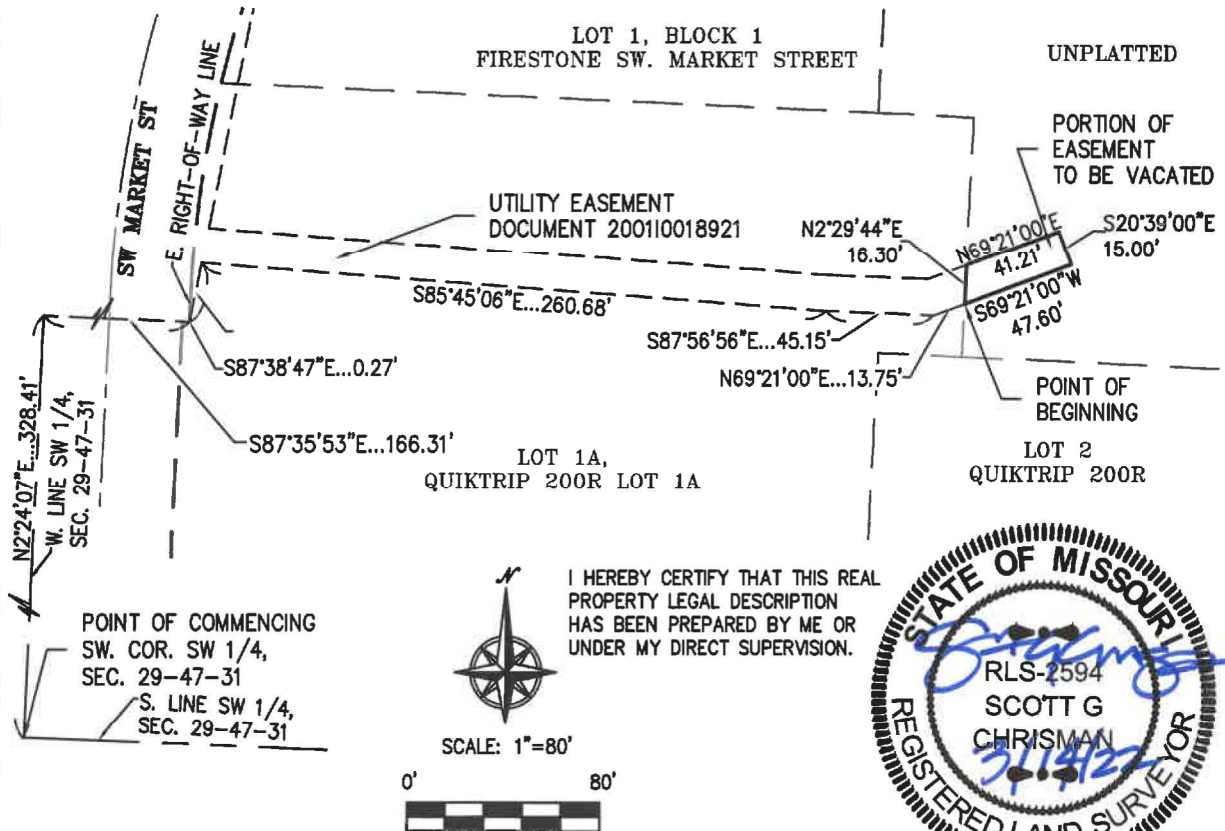 LOT 1, BLOCK 1
FIRESTONE SW. MARKET STREET
UNPLATTED
SW MARKET ST
E. RIGHT-OF-WAY LINE
PORTION OF
EASEMENT
TO BE VACATED
UTILITY EASEMENT
DOCUMENT 2001I0018921
N2°29'44"E
16.30'
N69°21'00"E
41.21'
S20°39'00"E
15.00'
S69°21'00"W
47.60'
S85°45'06"E...260.68'
S87°56'56"E...45.15'
S87°38'47"E...0.27'
N69°21'00"E...13.75'
POINT OF
BEGINNING
S87°35'53"E...166.31'
N2°24'07"E...328.41'
W. LINE SW 1/4,
SEC. 29-47-31
LOT 1A,
QUIKTRIP 200R LOT 1A
LOT 2
QUIKTRIP 200R
POINT OF COMMENCING
SW. COR. SW 1/4,
SEC. 29-47-31
S. LINE SW 1/4,
SEC. 29-47-31
N
SCALE: 1"=80'
0' 80'
I HEREBY CERTIFY THAT THIS REAL
PROPERTY LEGAL DESCRIPTION
HAS BEEN PREPARED BY ME OR
UNDER MY DIRECT SUPERVISION.
STATE OF MISSOURI
RLS-2594
SCOTT G
CHRISMAN
3/14/22
REGISTERED LAND SURVEYOR